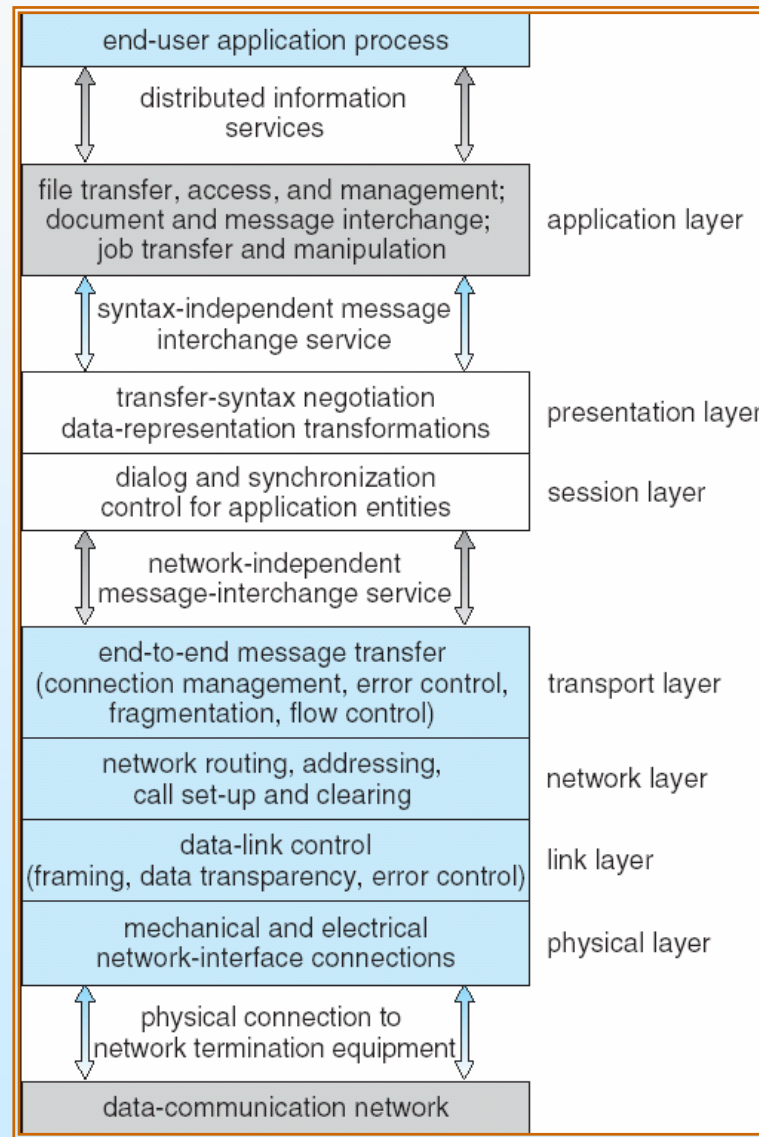 end-user application process
distributed information
services
file transfer, access, and management;
document and message interchange;
job transfer and manipulation
application layer
syntax-independent message
interchange service
transfer-syntax negotiation
data-representation transformations
presentation layer
dialog and synchronization
control for application entities
session layer
network-independent
message-interchange service
end-to-end message transfer
(connection management, error control,
fragmentation, flow control)
transport layer
network routing, addressing,
call set-up and clearing
network layer
data-link control
(framing, data transparency, error control)
link layer
mechanical and electrical
network-interface connections
physical layer
physical connection to
network termination equipment
data-communication network